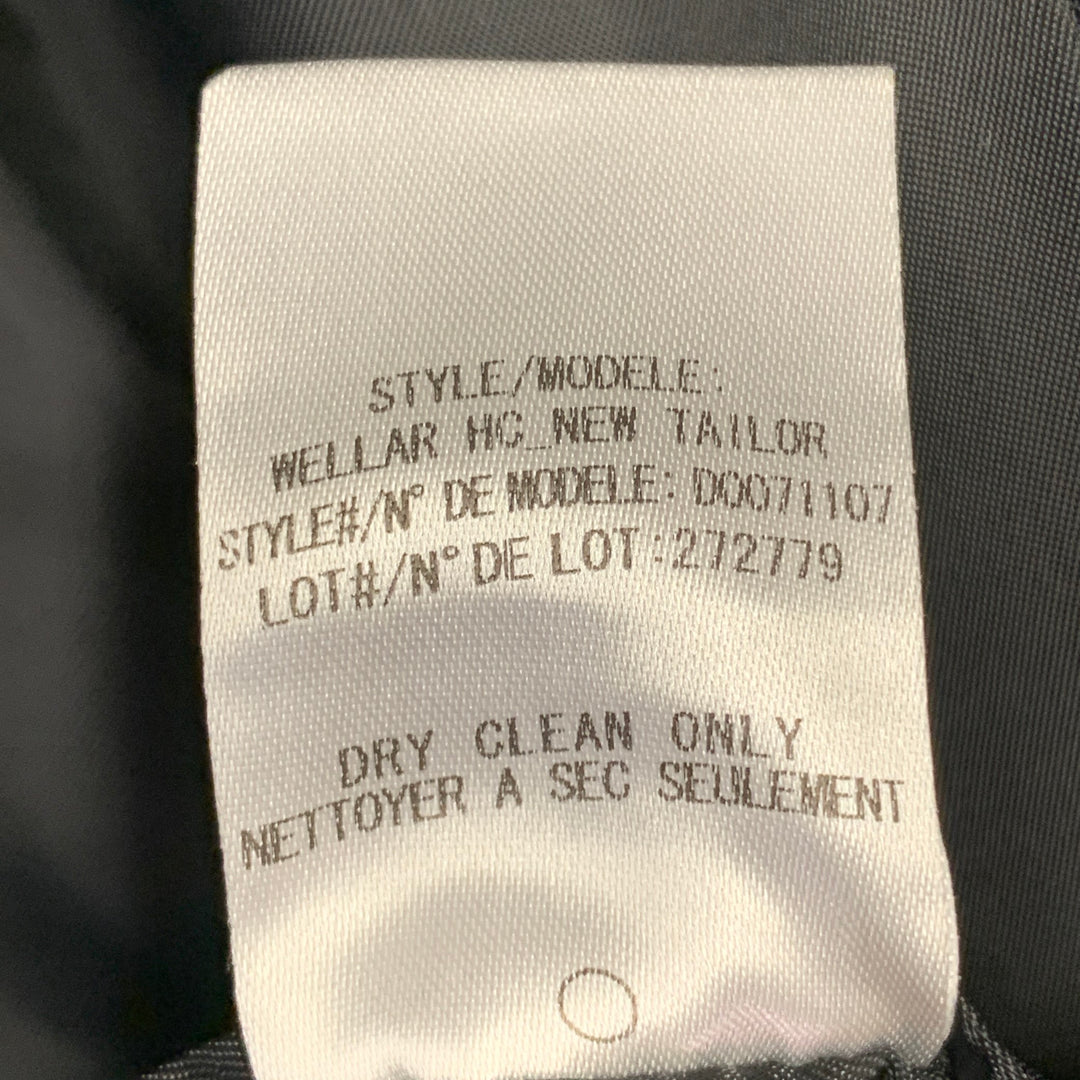 STYLE/MODELE:
WELLAR HC_NEW TAILOR
STYLE#/N° DE MODELE: D0071107
LOT#/N° DE LOT:272779
DRY CLEAN ONLY
NETTOYER A SEC SEULEMENT